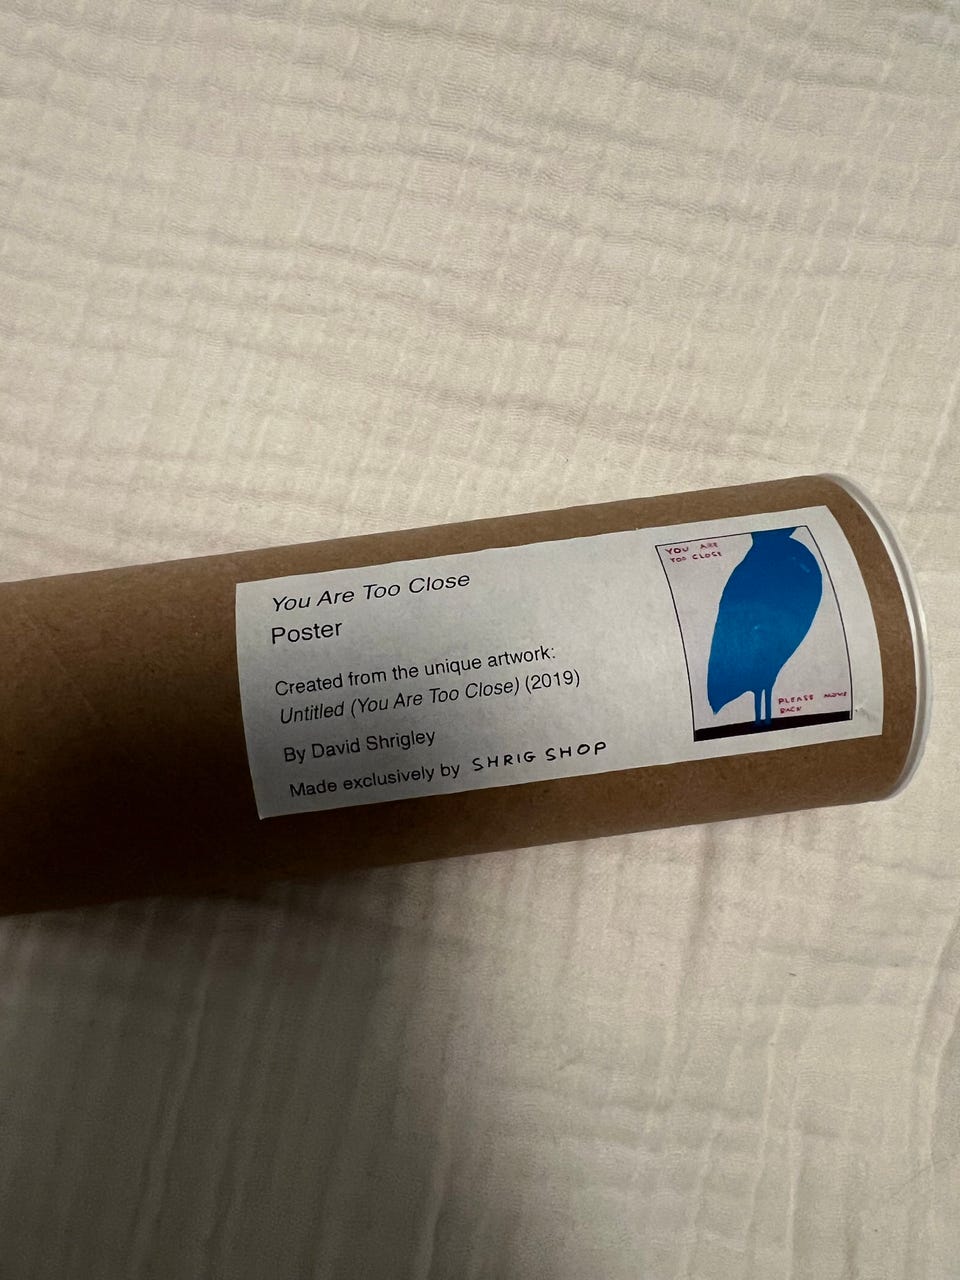 You Are Too Close
Poster
Created from the unique artwork:
Untitled (You Are Too Close) (2019)
By David Shrigley
Made exclusively by SHRIG SHOP
YOU ARE
TOO CLOSE
PLEASE MOVE
BACK